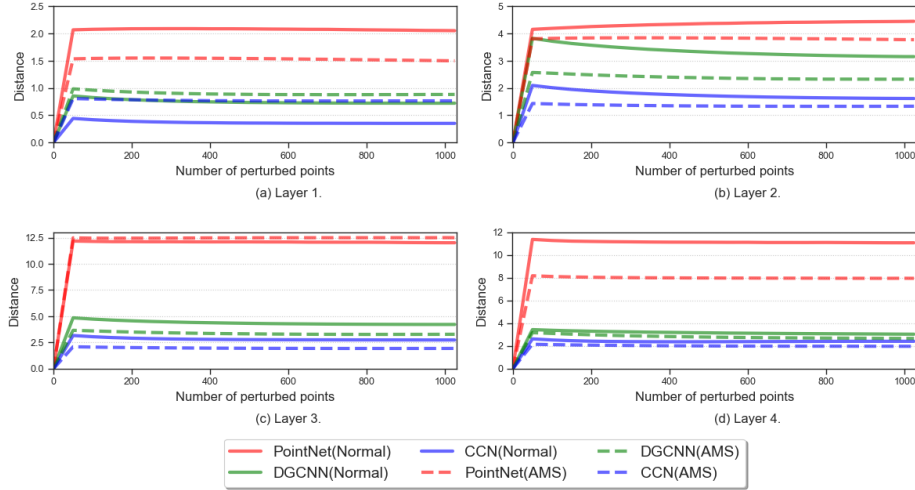 2.5
2.0
1.5
1.0
0.5
0.0
Distance
0 200 400 600 800 1000
Number of perturbed points
(a) Layer 1.
5
4
3
2
1
0
Distance
0 200 400 600 800 1000
Number of perturbed points
(b) Layer 2.
12.5
10.0
7.5
5.0
2.5
0.0
Distance
0 200 400 600 800 1000
Number of perturbed points
(c) Layer 3.
12
10
8
6
4
2
0
Distance
0 200 400 600 800 1000
Number of perturbed points
(d) Layer 4.
PointNet(Normal) CCN(Normal) DGCNN(AMS)
DGCNN(Normal) PointNet(AMS) CCN(AMS)